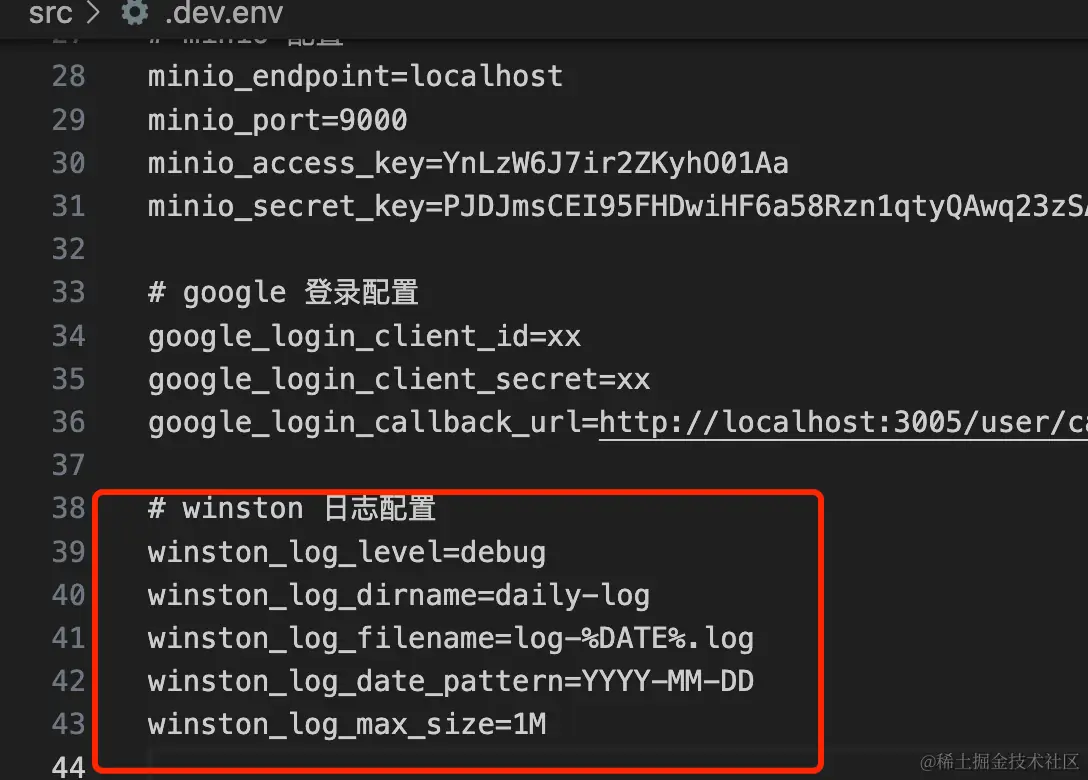 src > .dev.env
27 # minio 配置
28 minio_endpoint=localhost
29 minio_port=9000
30 minio_access_key=YnLzW6J7ir2ZKyhO01Aa
31 minio_secret_key=PJDJmsCEI95FHDwiHF6a58Rzn1qtyQAwq23zSA
32
33 # google 登录配置
34 google_login_client_id=xx
35 google_login_client_secret=xx
36 google_login_callback_url=http://localhost:3005/user/ca
37
38 # winston 日志配置
39 winston_log_level=debug
40 winston_log_dirname=daily-log
41 winston_log_filename=log-%DATE%.log
42 winston_log_date_pattern=YYYY-MM-DD
43 winston_log_max_size=1M
44
@稀土掘金技术社区